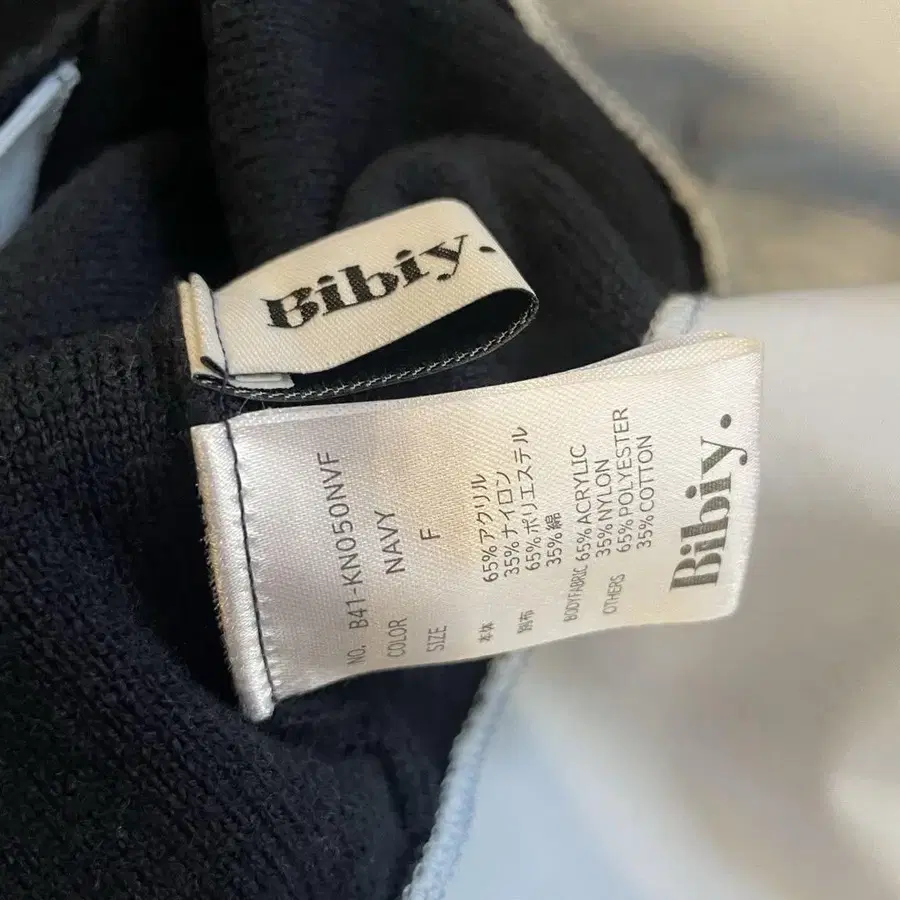 Bibiy.
NO. B41-KN050NVF
COLOR NAVY
SIZE F
本体 65%アクリル
35%ナイロン
別布 65%ポリエステル
35%綿
BODYFABRIC 65%ACRYLIC
35%NYLON
OTHERS 65%POLYESTER
35%COTTON
Bibiy.